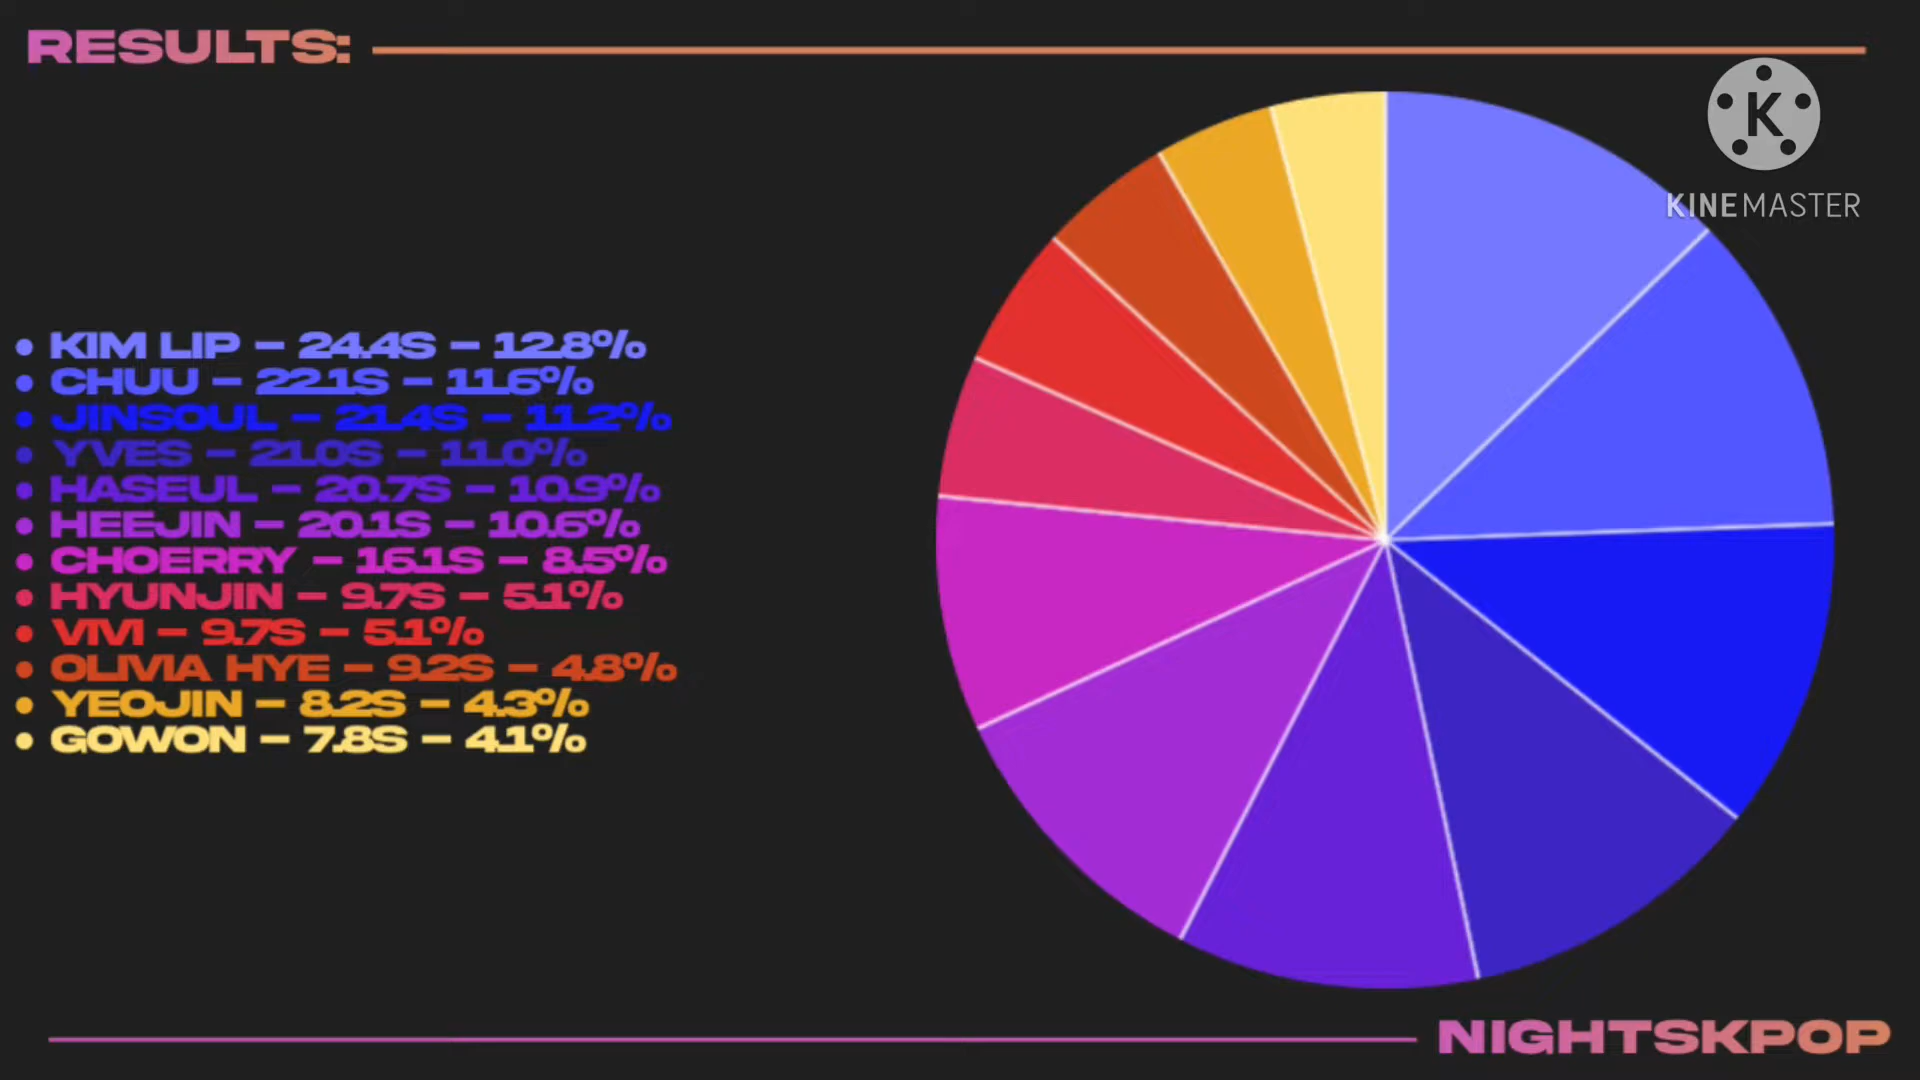 RESULTS:
K
KINEMASTER
• KIM LIP – 24.4S – 12.8%
• CHUU – 22.1S – 11.6%
• JINSOUL – 21.4S – 11.2%
• YVES – 21.0S – 11.0%
• HASEUL – 20.7S – 10.9%
• HEEJIN – 20.1S – 10.6%
• CHOERRY – 16.1S – 8.5%
• HYUNJIN – 9.7S – 5.1%
• VIVI – 9.7S – 5.1%
• OLIVIA HYE – 9.2S – 4.8%
• YEOJIN – 8.2S – 4.3%
• GOWON – 7.8S – 4.1%
NIGHTSKPOP